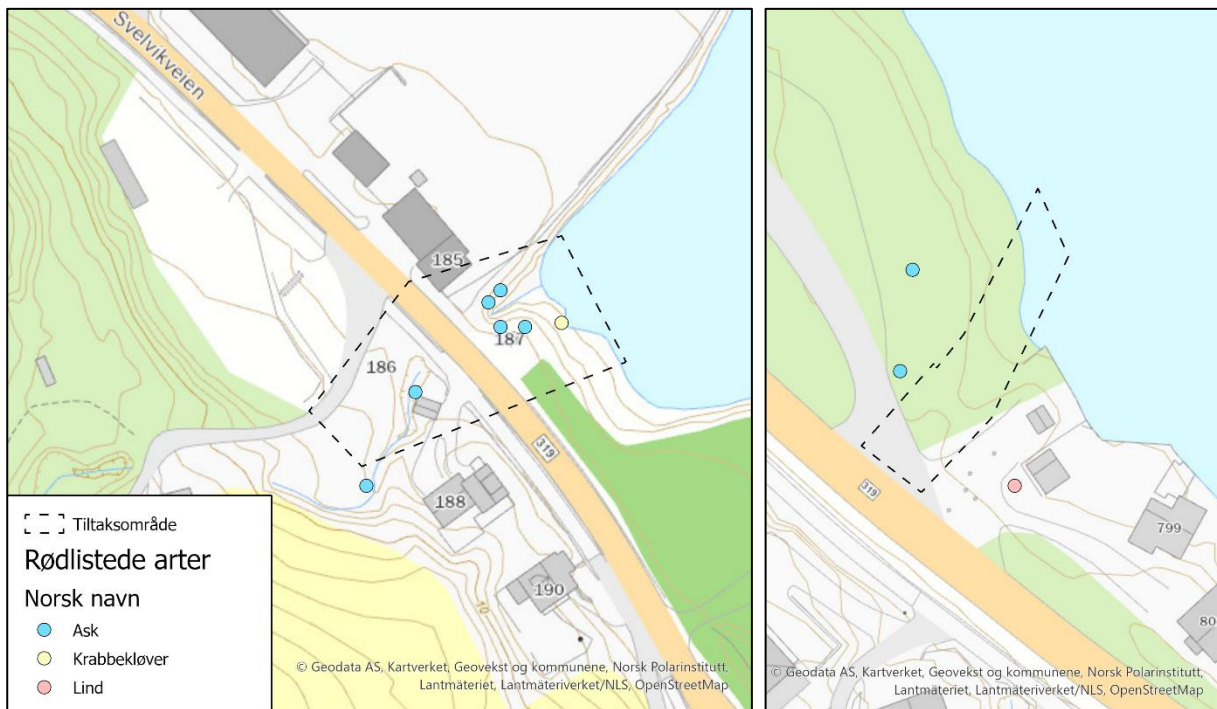 Svelvikveien
185
187
186
319
188
190
10
Tiltaksområde
Rødlistede arter
Norsk navn
Ask
Krabbekløver
Lind
© Geodata AS, Kartverket, Geovekst og kommunene, Norsk Polarinstitutt,
Lantmäteriet, Lantmäteriverket/NLS, OpenStreetMap
319
799
80
© Geodata AS, Kartverket, Geovekst og kommunene, Norsk Polarinstitutt,
Lantmäteriet, Lantmäteriverket/NLS, OpenStreetMap